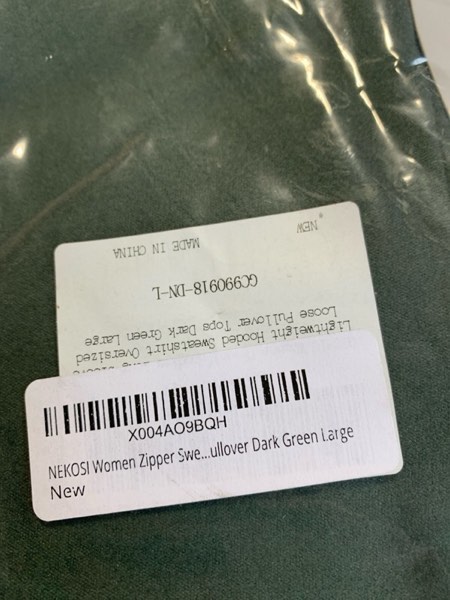 X004AO9BQH
NEKOSI Women Zipper Swe...ullover Dark Green Large
New
Lightweight Hooded Sweatshirt Oversized
Loose Pullover Tops Dark Green Large
GC990918-DN-L
MADE IN CHINA
NEW